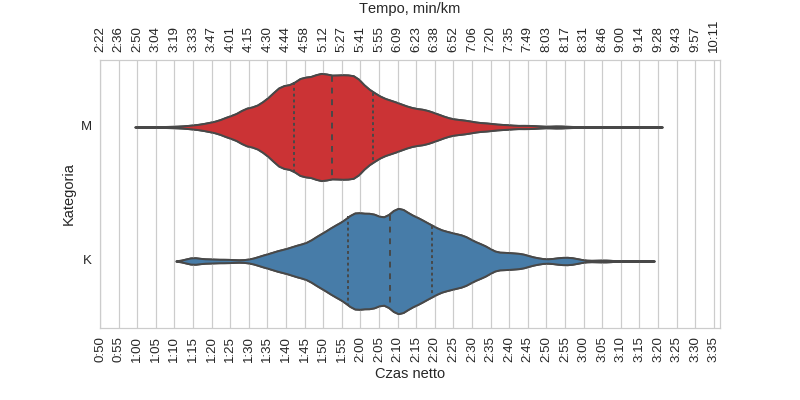 Tempo, min/km
2:22 2:36 2:50 3:04 3:19 3:33 3:47 4:01 4:15 4:30 4:44 4:58 5:12 5:27 5:41 5:55 6:09 6:23 6:38 6:52 7:06 7:20 7:35 7:49 8:03 8:17 8:31 8:46 9:00 9:14 9:28 9:43 9:57 10:11
M
Kategoria
K
0:50 0:55 1:00 1:05 1:10 1:15 1:20 1:25 1:30 1:35 1:40 1:45 1:50 1:55 2:00 2:05 2:10 2:15 2:20 2:25 2:30 2:35 2:40 2:45 2:50 2:55 3:00 3:05 3:10 3:15 3:20 3:25 3:30 3:35
Czas netto